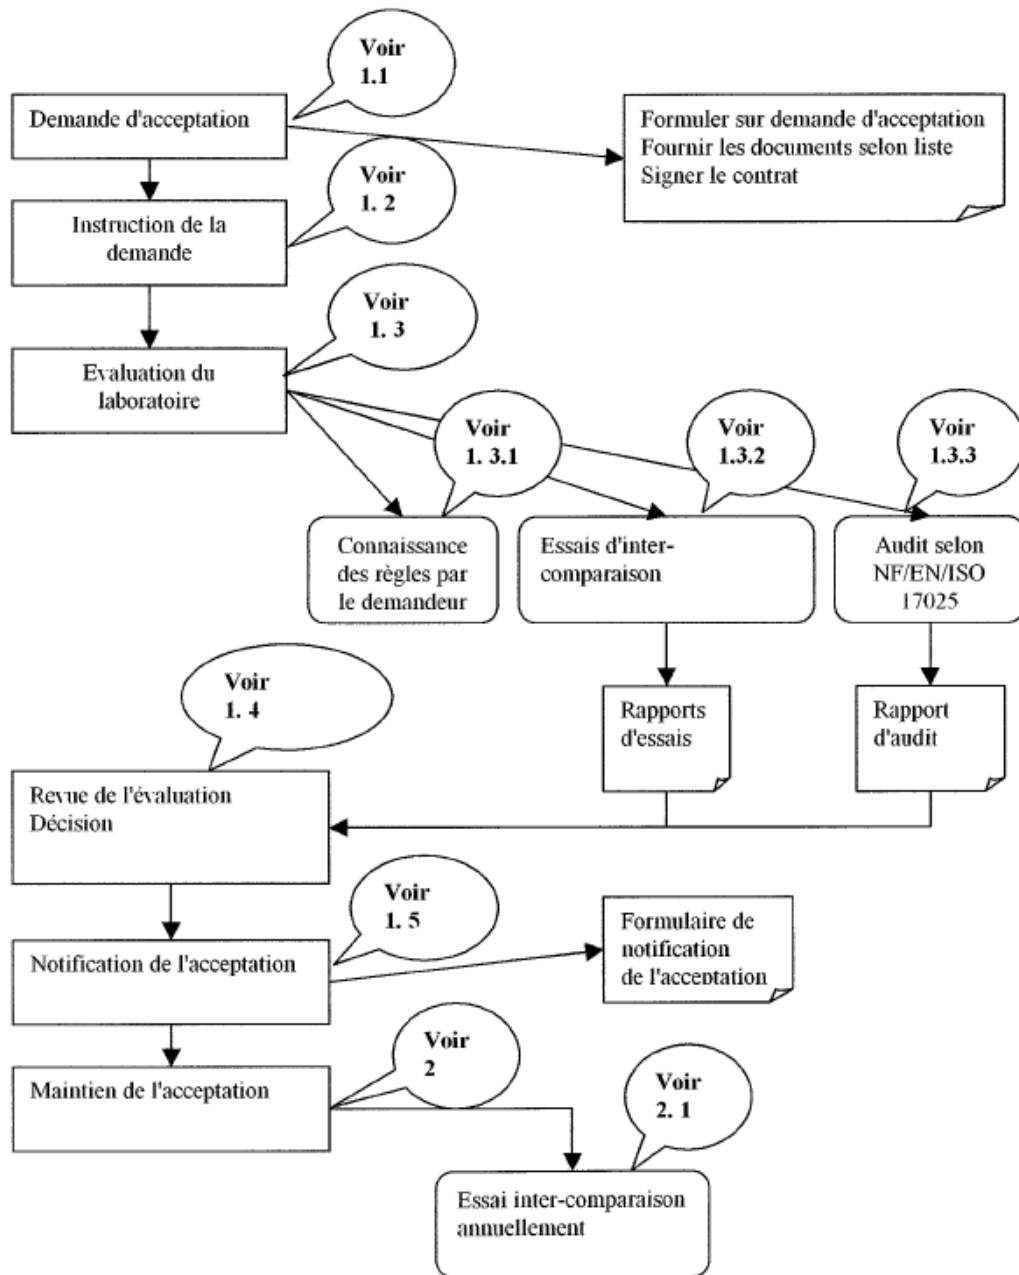 Voir
1.1
Demande d'acceptation
Formuler sur demande d'acceptation
Fournir les documents selon liste
Signer le contrat
Voir
1. 2
Instruction de la
demande
Voir
1. 3
Evaluation du
laboratoire
Voir
1. 3.1
Voir
1.3.2
Voir
1.3.3
Connaissance
des règles par
le demandeur
Essais d'inter-
comparaison
Audit selon
NF/EN/ISO
17025
Voir
1. 4
Rapports
d'essais
Rapport
d'audit
Revue de l'évaluation
Décision
Voir
1. 5
Notification de l'acceptation
Formulaire de
notification
de l'acceptation
Voir
2
Maintien de l'acceptation
Voir
2. 1
Essai inter-comparaison
annuellement